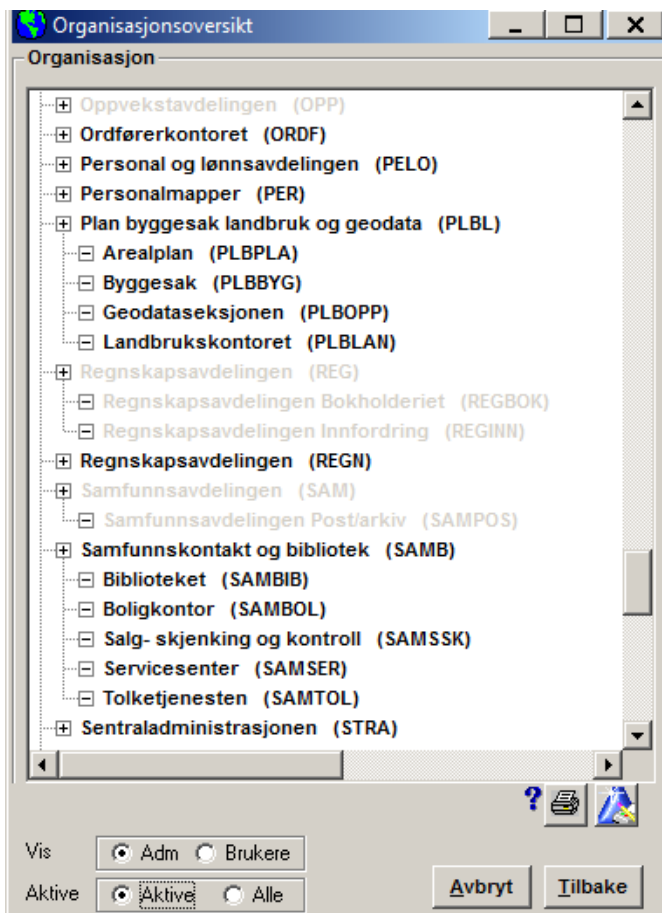 Organisasjonsoversikt
Organisasjon
Oppvekstavdelingen (OPP)
Ordførerkontoret (ORDF)
Personal og lønnsavdelingen (PELO)
Personalmapper (PER)
Plan byggesak landbruk og geodata (PLBL)
Arealplan (PLBPLA)
Byggesak (PLBBYG)
Geodataseksjonen (PLBOPP)
Landbrukskontoret (PLBLAN)
Regnskapsavdelingen (REG)
Regnskapsavdelingen Bokholderiet (REGBOK)
Regnskapsavdelingen Innfordring (REGINN)
Regnskapsavdelingen (REGN)
Samfunnsavdelingen (SAM)
Samfunnsavdelingen Post/arkiv (SAMPOS)
Samfunnskontakt og bibliotek (SAMB)
Biblioteket (SAMBIB)
Boligkontor (SAMBOL)
Salg- skjenking og kontroll (SAMSSK)
Servicesenter (SAMSER)
Tolketjenesten (SAMTOL)
Sentraladministrasjonen (STRA)
?
Vis Adm Brukere
Aktive Aktive Alle Avbryt Tilbake